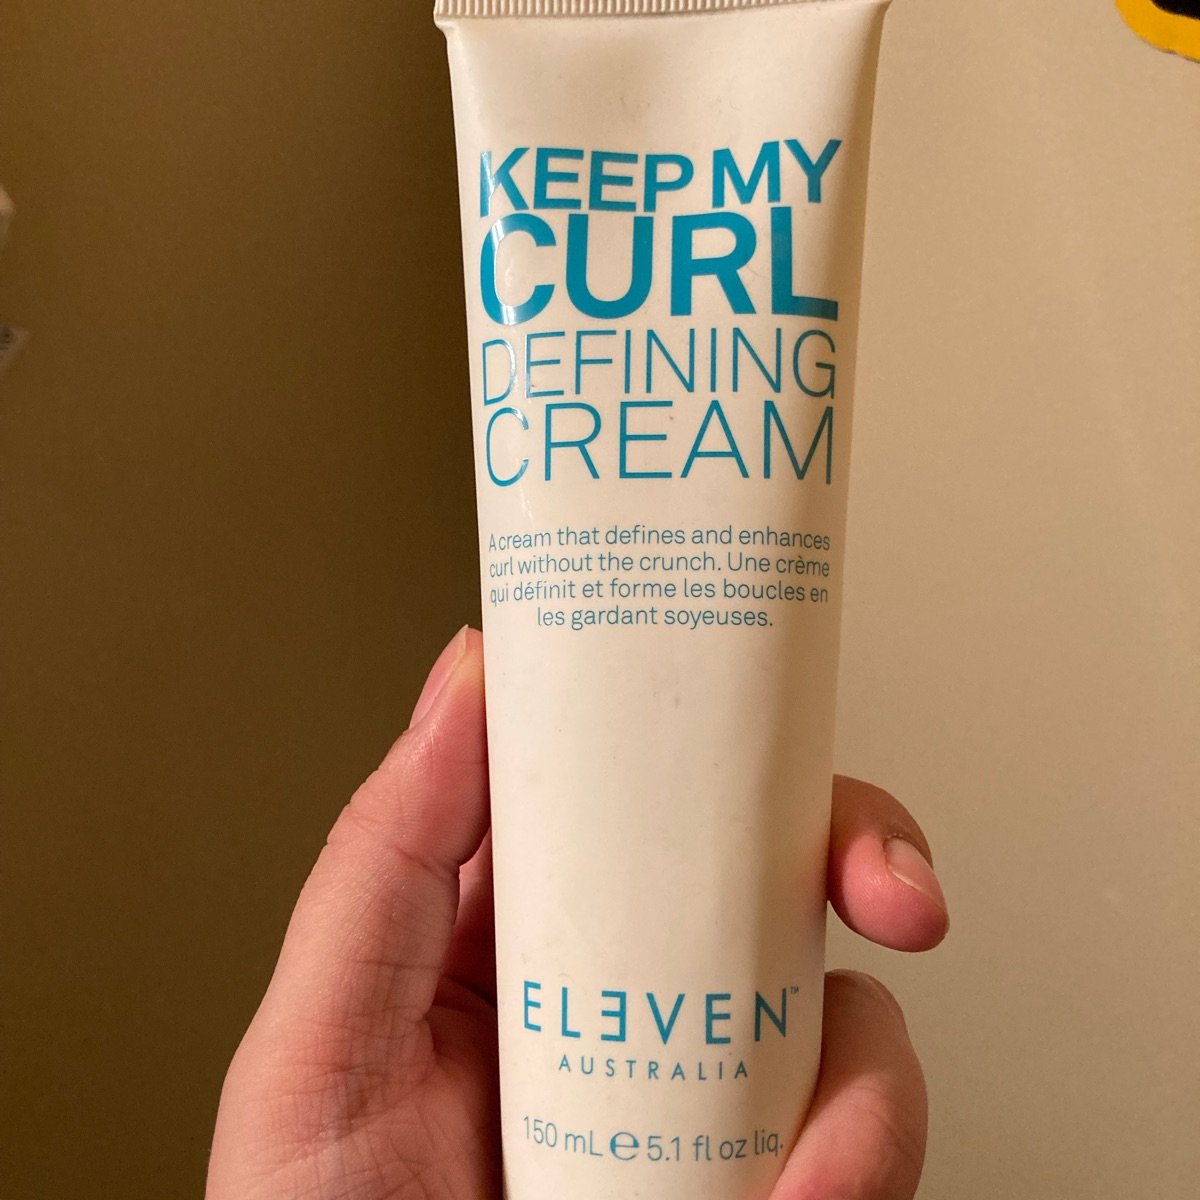 KEEP MY
CURL
DEFINING
CREAM
A cream that defines and enhances
curl without the crunch. Une crème
qui définit et forme les boucles en
les gardant soyeuses.
ELEVEN™
AUSTRALIA
150 mL ℮ 5.1 fl oz liq.